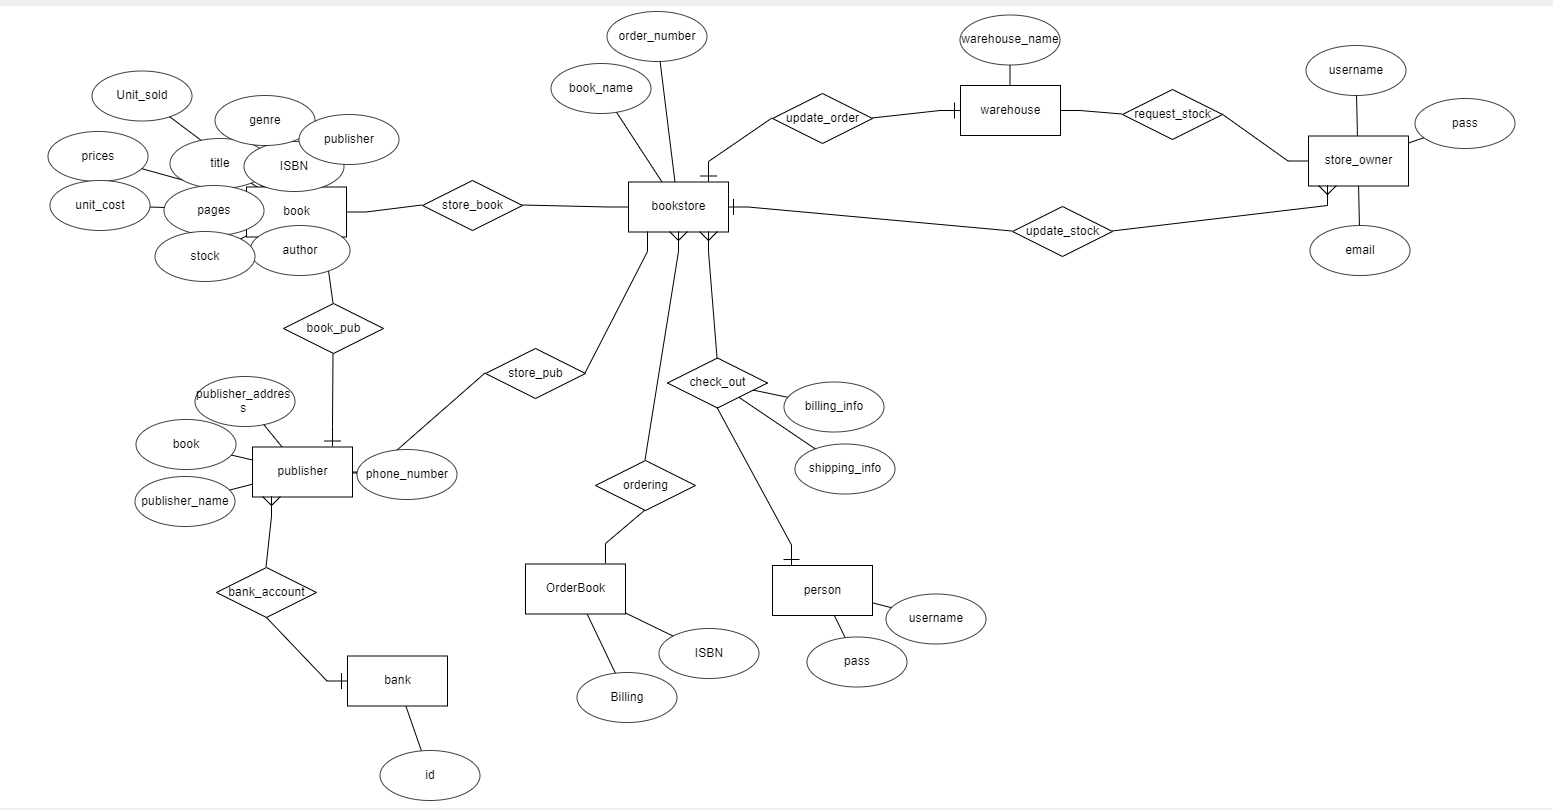 order_number
warehouse_name
username
book_name
Unit_sold
genre
publisher
prices
title
ISBN
update_order
warehouse
request_stock
pass
store_owner
unit_cost
pages
book
store_book
bookstore
update_stock
stock
author
email
book_pub
store_pub
check_out
publisher_addres
s
billing_info
book
publisher
phone_number
shipping_info
publisher_name
ordering
bank_account
OrderBook
person
username
ISBN
pass
bank
Billing
id